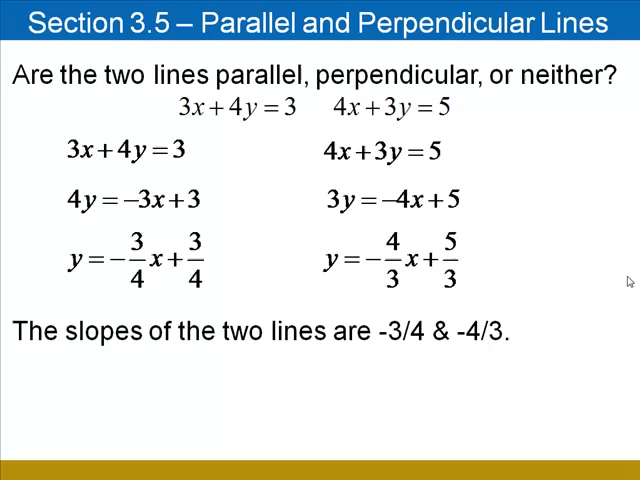 Section 3.5 – Parallel and Perpendicular Lines
Are the two lines parallel, perpendicular, or neither?
3x + 4y = 3    4x + 3y = 5
3x + 4y = 3    4x + 3y = 5
4y = −3x + 3    3y = −4x + 5
y = −3/4 x + 3/4    y = −4/3 x + 5/3
The slopes of the two lines are -3/4 & -4/3.